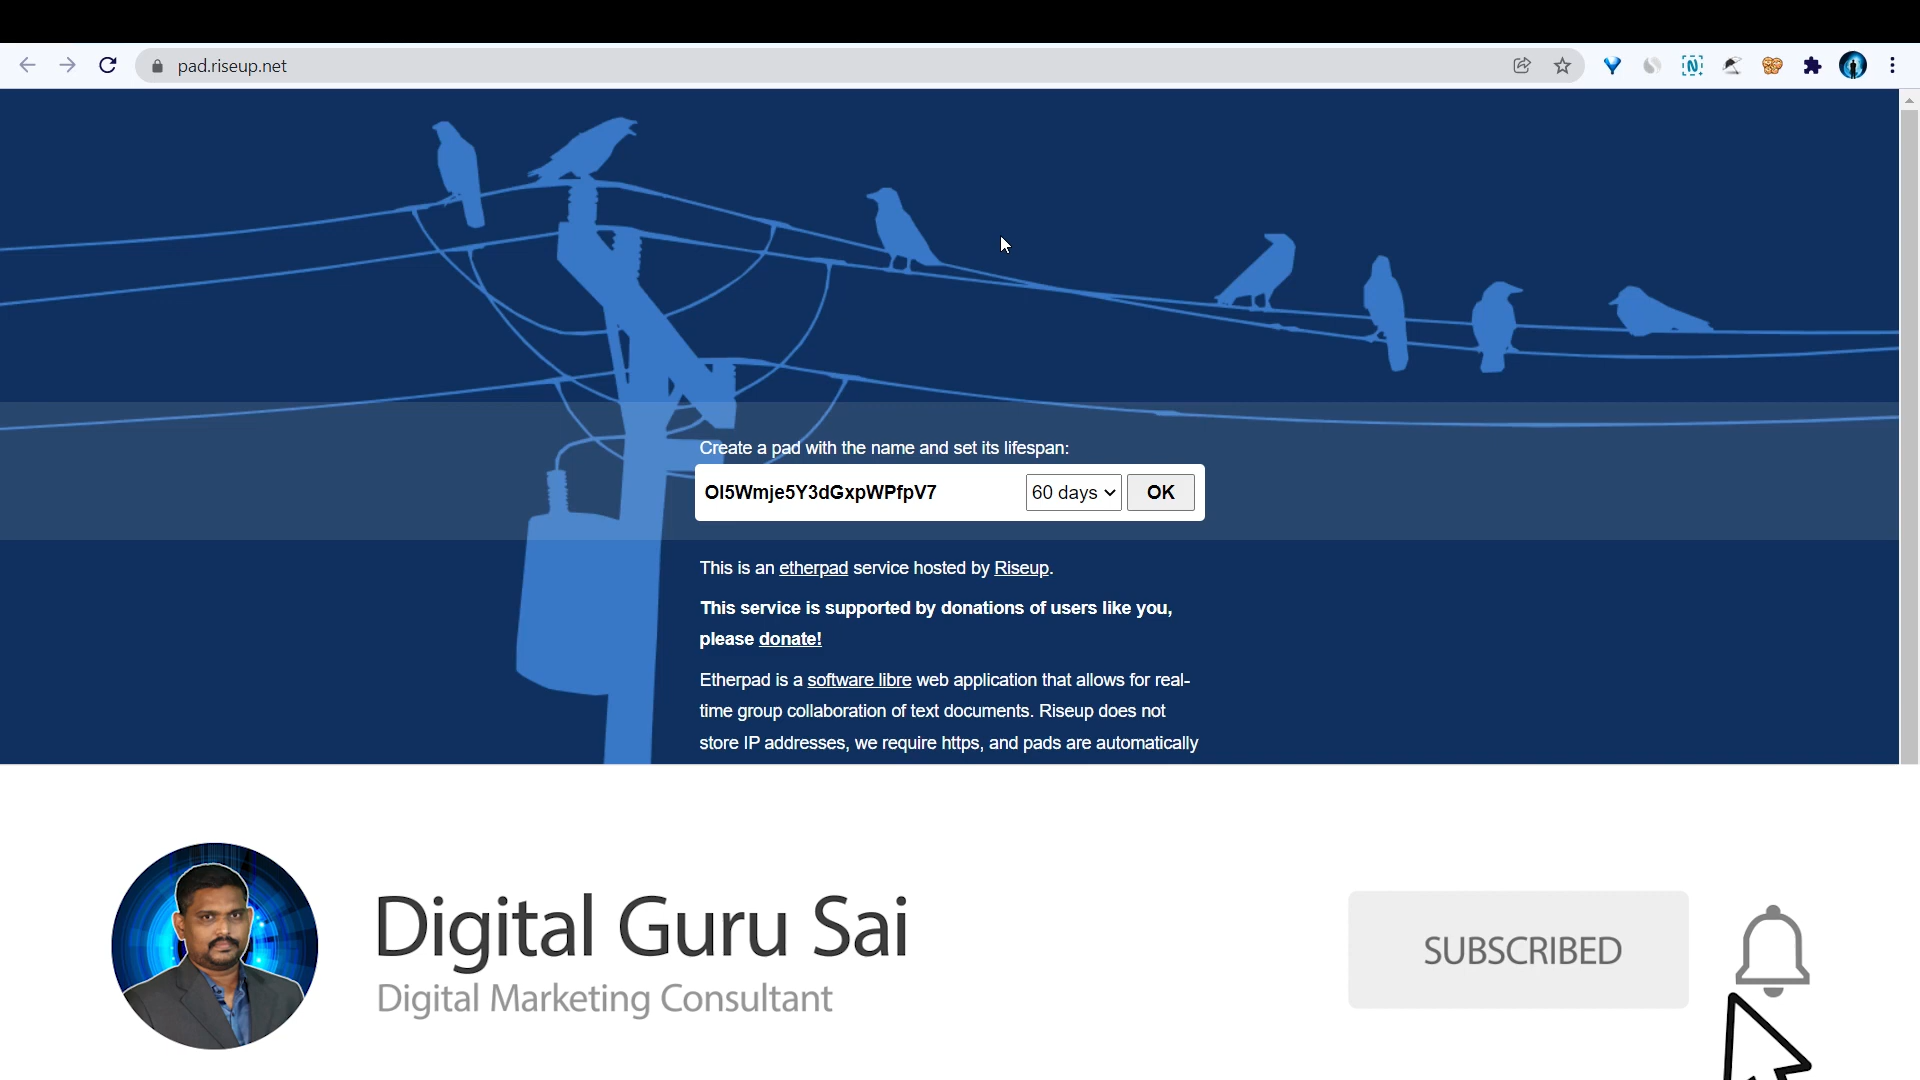 pad.riseup.net
Create a pad with the name and set its lifespan:
Ol5Wmje5Y3dGxpWPfpV7 60 days OK
This is an etherpad service hosted by Riseup.
This service is supported by donations of users like you,
please donate!
Etherpad is a software libre web application that allows for real-
time group collaboration of text documents. Riseup does not
store IP addresses, we require https, and pads are automatically
Digital Guru Sai
Digital Marketing Consultant
SUBSCRIBED